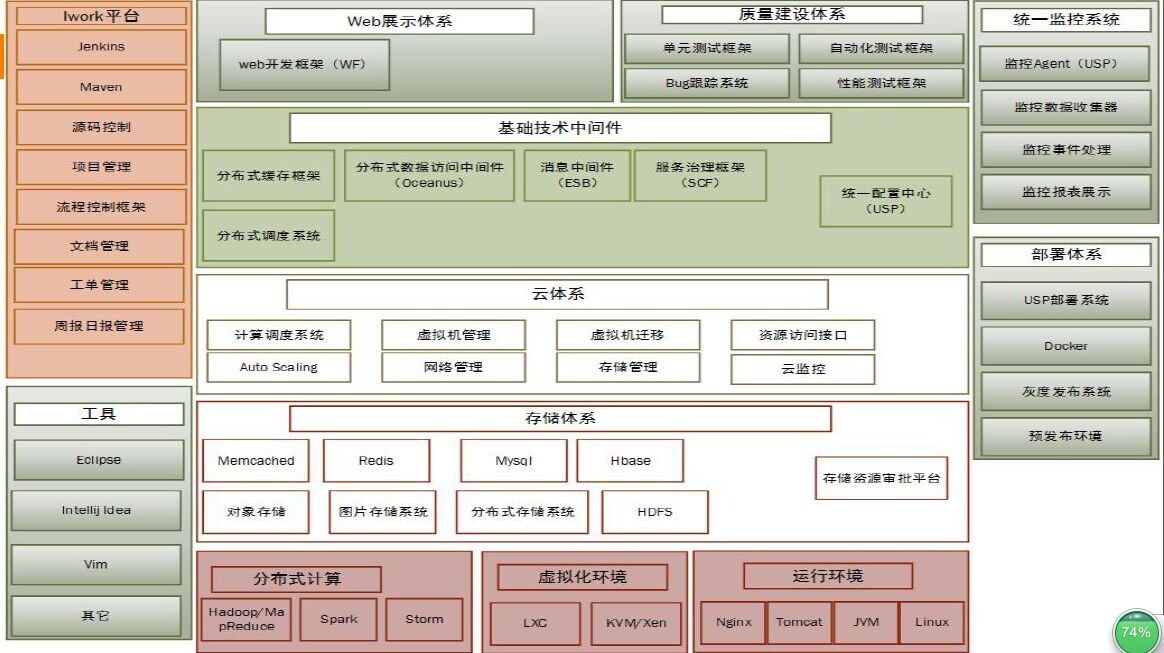 Iwork平台
Jenkins
Maven
源码控制
项目管理
流程控制框架
文档管理
工单管理
周报日报管理
工具
Eclipse
Intellij Idea
Vim
其它
Web展示体系
web开发框架（WF）
质量建设体系
单元测试框架
自动化测试框架
Bug跟踪系统
性能测试框架
基础技术中间件
分布式缓存框架
分布式数据访问中间件
（Oceanus）
消息中间件
（ESB）
服务治理框架
（SCF）
统一配置中心
（USP）
分布式调度系统
云体系
计算调度系统
虚拟机管理
虚拟机迁移
资源访问接口
Auto Scaling
网络管理
存储管理
云监控
存储体系
Memcached
Redis
Mysql
Hbase
存储资源审批平台
对象存储
图片存储系统
分布式存储系统
HDFS
分布式计算
Hadoop/Ma
pReduce
Spark
Storm
虚拟化环境
LXC
KVM/Xen
运行环境
Nginx
Tomcat
JVM
Linux
统一监控系统
监控Agent（USP）
监控数据收集器
监控事件处理
监控报表展示
部署体系
USP部署系统
Docker
灰度发布系统
预发布环境
74%